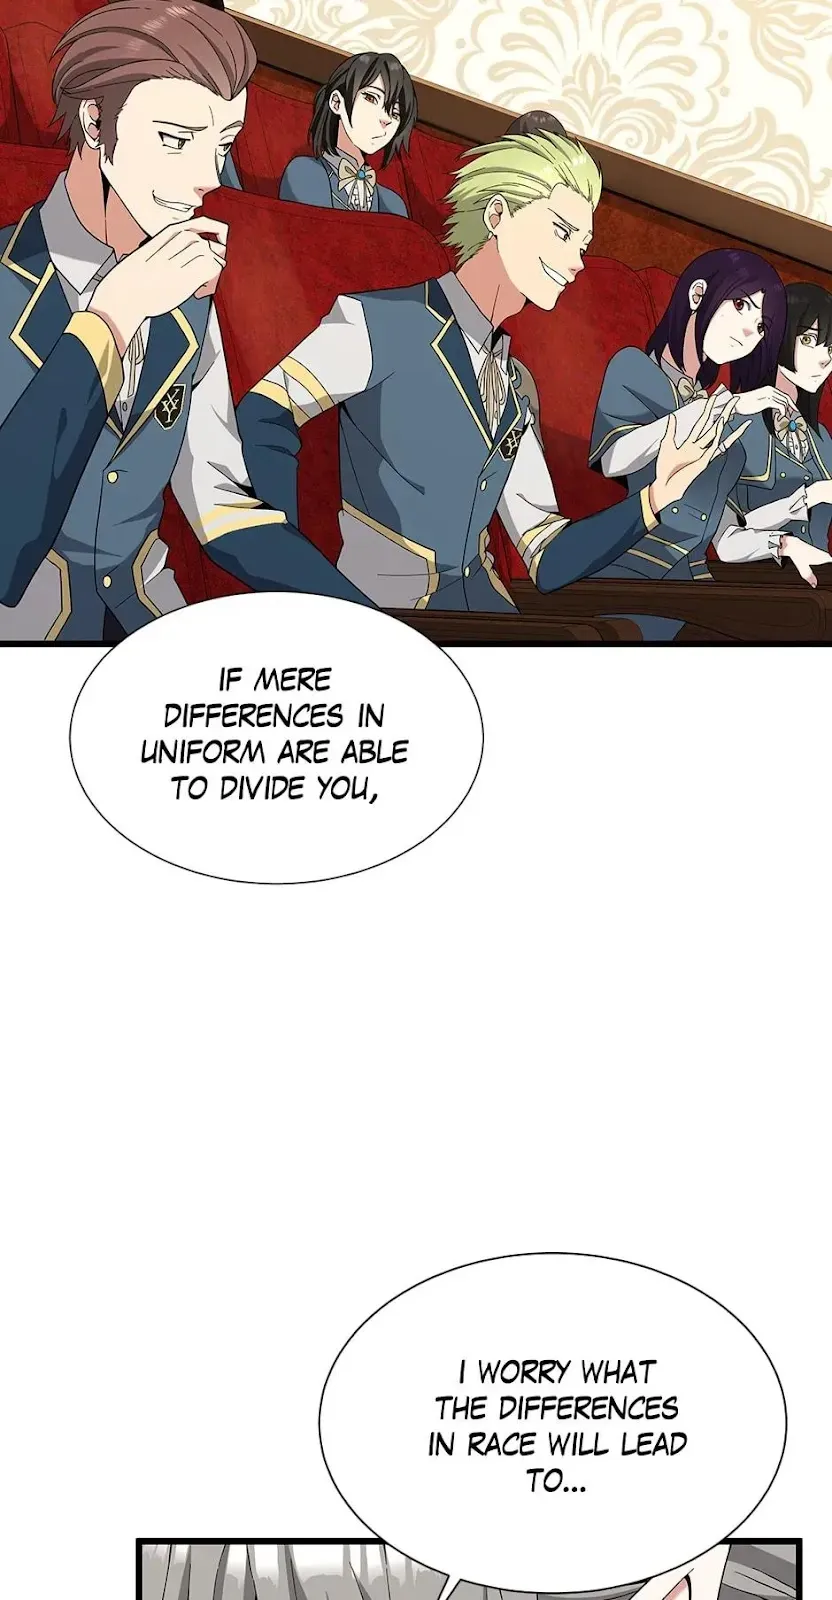 IF MERE
DIFFERENCES IN
UNIFORM ARE ABLE
TO DIVIDE YOU,
I WORRY WHAT
THE DIFFERENCES
IN RACE WILL LEAD
TO...